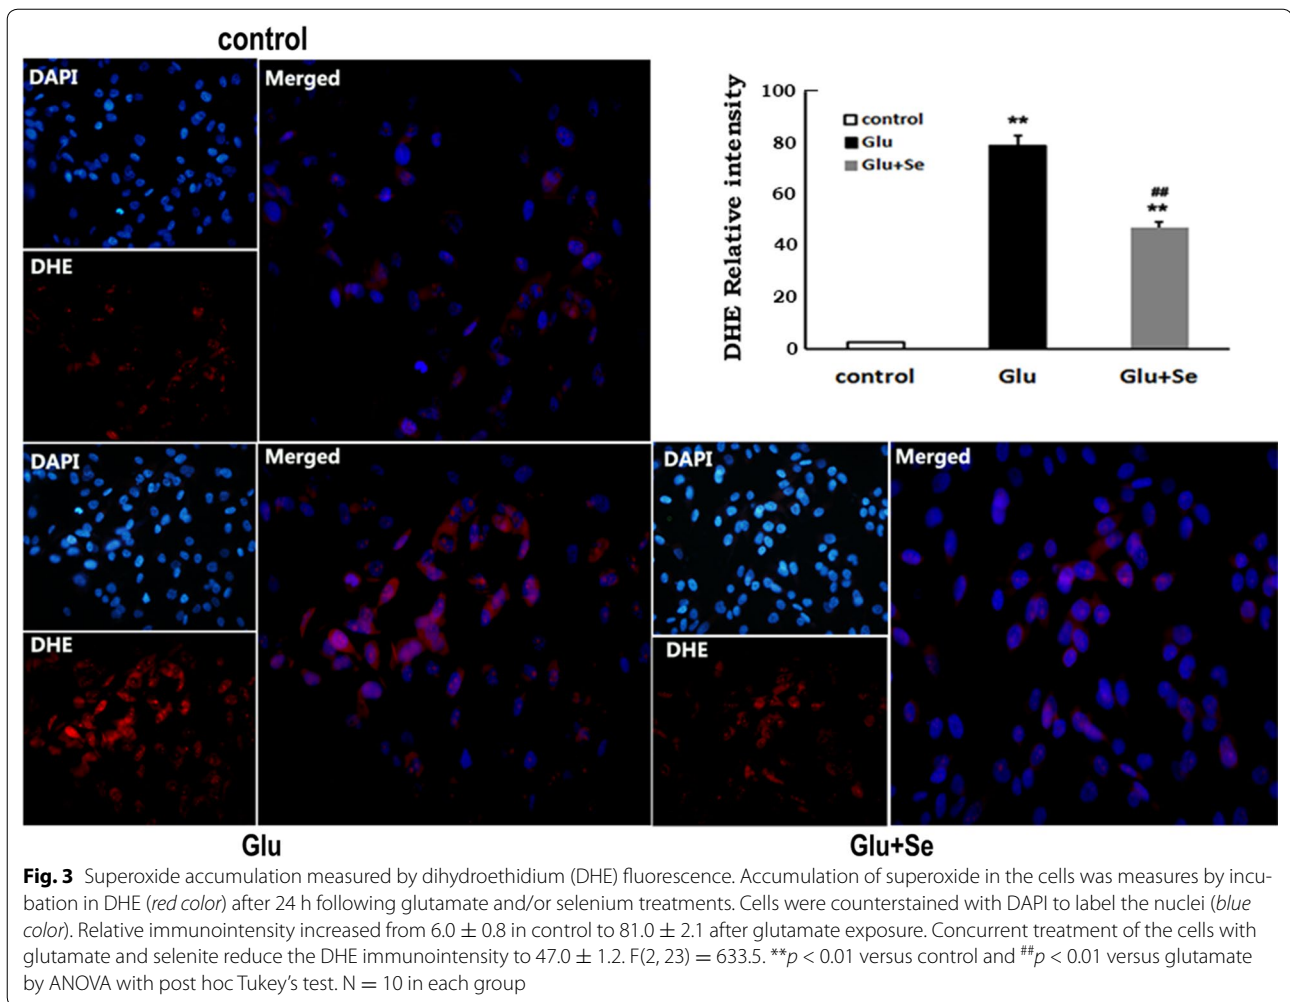 control
DAPI
Merged
DHE
DHE Relative intensity
100
80
60
40
20
0
control
Glu
Glu+Se
**
##
**
control
Glu
Glu+Se
DAPI
Merged
DHE
DAPI
Merged
DHE
Glu
Glu+Se
Fig. 3 Superoxide accumulation measured by dihydroethidium (DHE) fluorescence. Accumulation of superoxide in the cells was measures by incu-
bation in DHE (red color) after 24 h following glutamate and/or selenium treatments. Cells were counterstained with DAPI to label the nuclei (blue
color). Relative immunointensity increased from 6.0 ± 0.8 in control to 81.0 ± 2.1 after glutamate exposure. Concurrent treatment of the cells with
glutamate and selenite reduce the DHE immunointensity to 47.0 ± 1.2. F(2, 23) = 633.5. **p < 0.01 versus control and ##p < 0.01 versus glutamate
by ANOVA with post hoc Tukey's test. N = 10 in each group